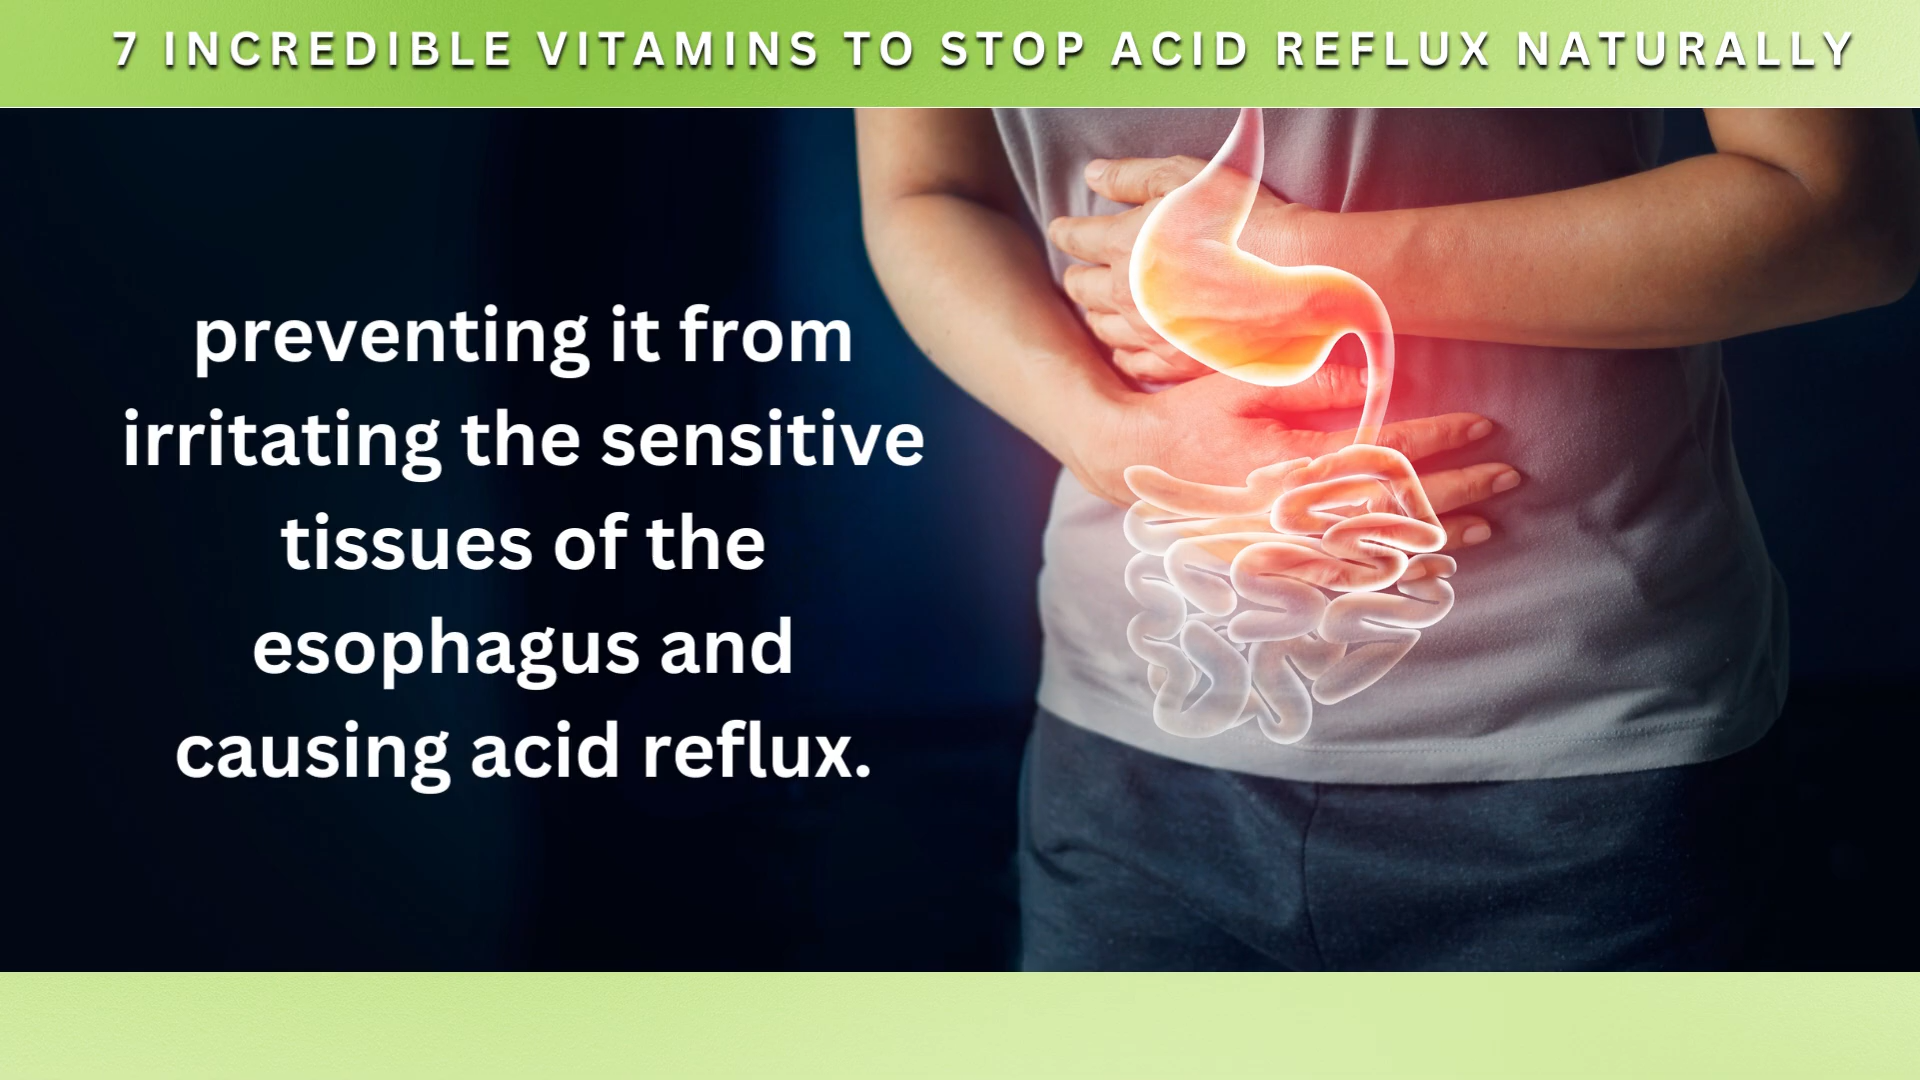 7 INCREDIBLE VITAMINS TO STOP ACID REFLUX NATURALLY
preventing it from
irritating the sensitive
tissues of the
esophagus and
causing acid reflux.